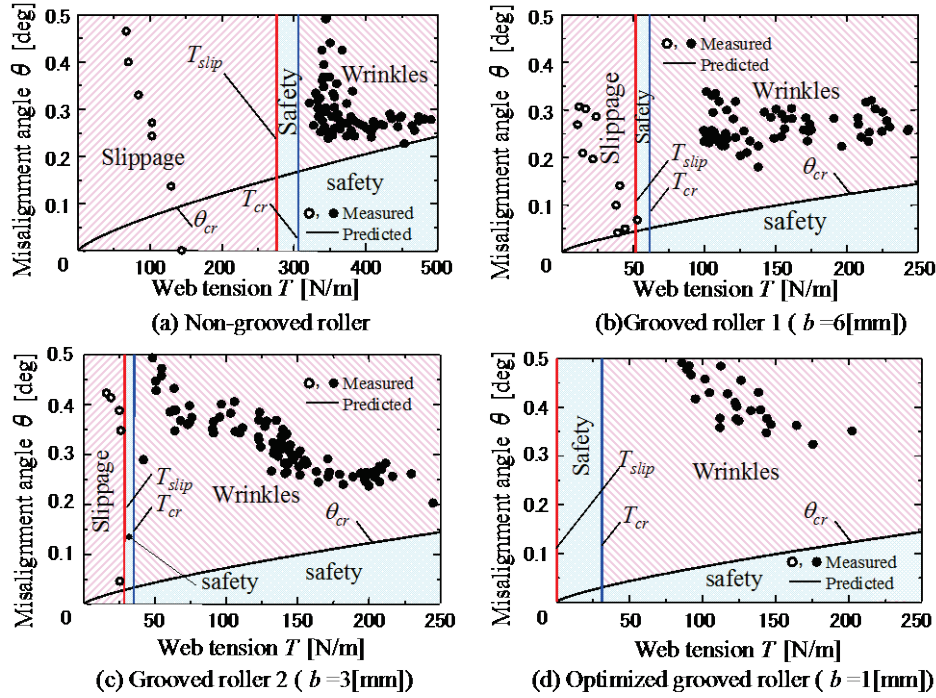 0.5
0.4
0.3
0.2
0.1
0
Misalignment angle θ [deg]
T_slip
Safety
Wrinkles
Slippage
safety
T_cr
θ_cr
Measured
Predicted
100 200 300 400 500
Web tension T [N/m]
(a) Non-grooved roller
0.5
0.4
0.3
0.2
0.1
0
Misalignment angle θ [deg]
, Measured
Predicted
Slippage
Safety
Wrinkles
T_slip
T_cr
θ_cr
safety
50 100 150 200 250
Web tension T [N/m]
(b)Grooved roller 1 ( b =6[mm])
0.5
0.4
0.3
0.2
0.1
0
Misalignment angle θ [deg]
, Measured
Predicted
Slippage
T_slip
Wrinkles
T_cr
θ_cr
safety
safety
50 100 150 200 250
Web tension T [N/m]
(c) Grooved roller 2 ( b =3[mm])
0.5
0.4
0.3
0.2
0.1
0
Misalignment angle θ [deg]
Safety
T_slip
Wrinkles
T_cr
θ_cr
, Measured
Predicted
safety
50 100 150 200 250
Web tension T [N/m]
(d) Optimized grooved roller ( b =1[mm])